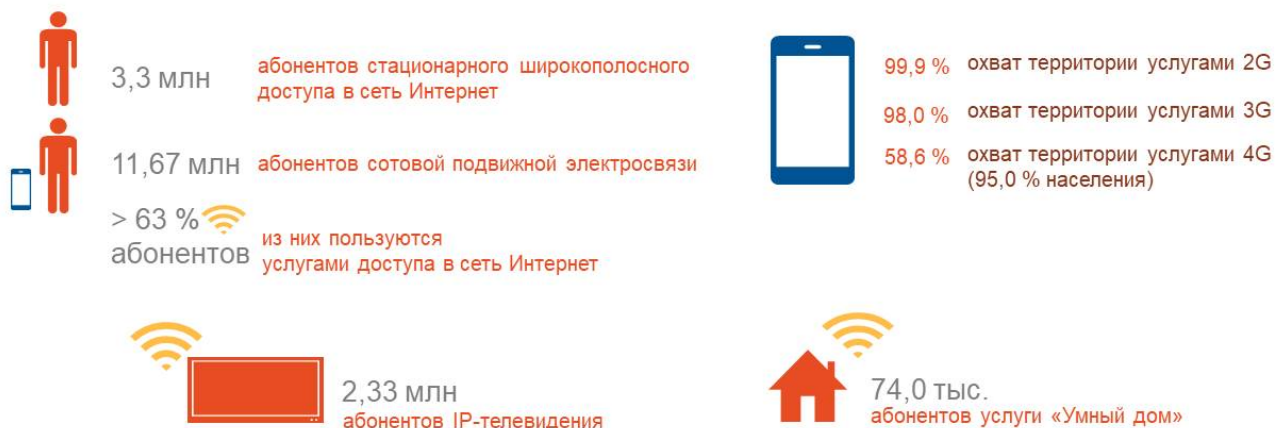 3,3 млн
абонентов стационарного широкополосного
доступа в сеть Интернет
11,67 млн
абонентов сотовой подвижной электросвязи
> 63 %
абонентов
из них пользуются
услугами доступа в сеть Интернет
99,9 % охват территории услугами 2G
98,0 % охват территории услугами 3G
58,6 % охват территории услугами 4G
(95,0 % населения)
2,33 млн
абонентов IP-телевидения
74,0 тыс.
абонентов услуги «Умный дом»